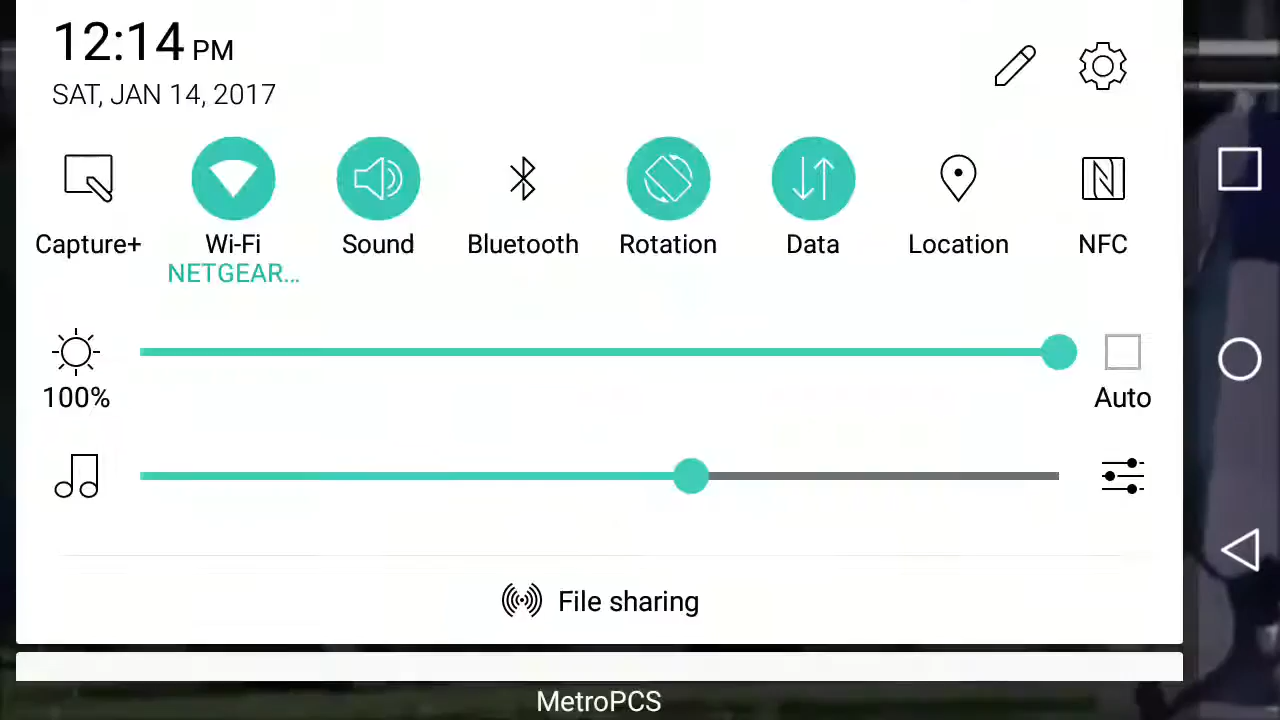 12:14 PM
SAT, JAN 14, 2017
Capture+ Wi-Fi Sound Bluetooth Rotation Data Location NFC
NETGEAR...
100% Auto
File sharing
MetroPCS